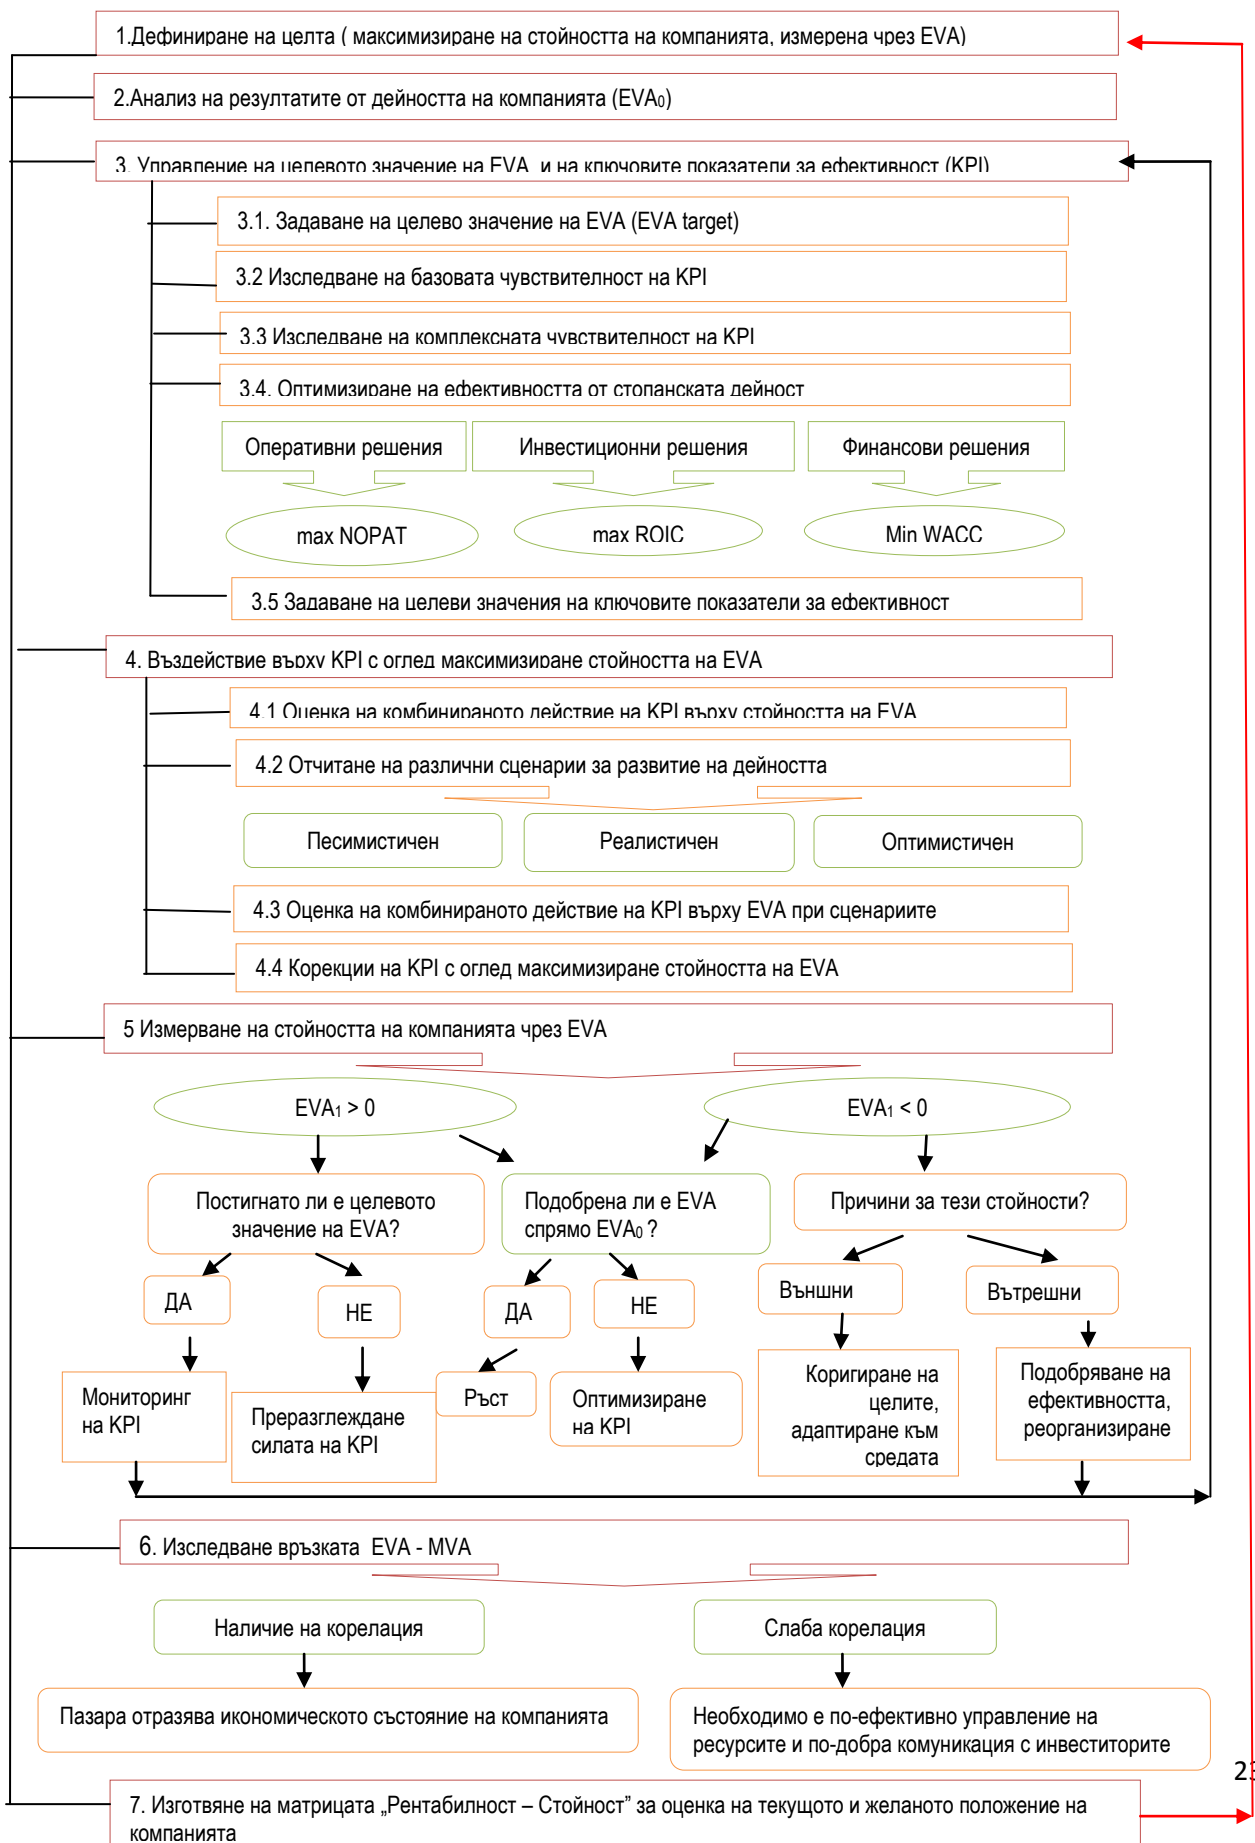 1.Дефиниране на целта ( максимизиране на стойността на компанията, измерена чрез EVA)
2.Анализ на резултатите от дейността на компанията (EVA₀)
3. Управление на целевото значение на EVA и на ключовите показатели за ефективност (KPI)
3.1. Задаване на целево значение на EVA (EVA target)
3.2 Изследване на базовата чувствителност на KPI
3.3 Изследване на комплексната чувствителност на KPI
3.4. Оптимизиране на ефективността от стопанската дейност
Оперативни решения
Инвестиционни решения
Финансови решения
max NOPAT
max ROIC
Min WACC
3.5 Задаване на целеви значения на ключовите показатели за ефективност
4. Въздействие върху KPI с оглед максимизиране стойността на EVA
4.1 Оценка на комбинираното действие на KPI върху стойността на EVA
4.2 Отчитане на различни сценарии за развитие на дейността
Песимистичен
Реалистичен
Оптимистичен
4.3 Оценка на комбинираното действие на KPI върху EVA при сценариите
4.4 Корекции на KPI с оглед максимизиране стойността на EVA
5 Измерване на стойността на компанията чрез EVA
EVA₁ > 0
EVA₁ < 0
Постигнато ли е целевото
значение на EVA?
Подобрена ли е EVA
спрямо EVA₀ ?
Причини за тези стойности?
ДА
НЕ
ДА
НЕ
Външни
Вътрешни
Мониторинг
на KPI
Преразглеждане
силата на KPI
Ръст
Оптимизиране
на KPI
Коригиране на
целите,
адаптиране към
средата
Подобряване на
ефективността,
реорганизиране
6. Изследване връзката EVA - MVA
Наличие на корелация
Слаба корелация
Пазара отразява икономическото състояние на компанията
Необходимо е по-ефективно управление на
ресурсите и по-добра комуникация с инвеститорите
23
7. Изготвяне на матрицата „Рентабилност – Стойност” за оценка на текущото и желаното положение на
компанията